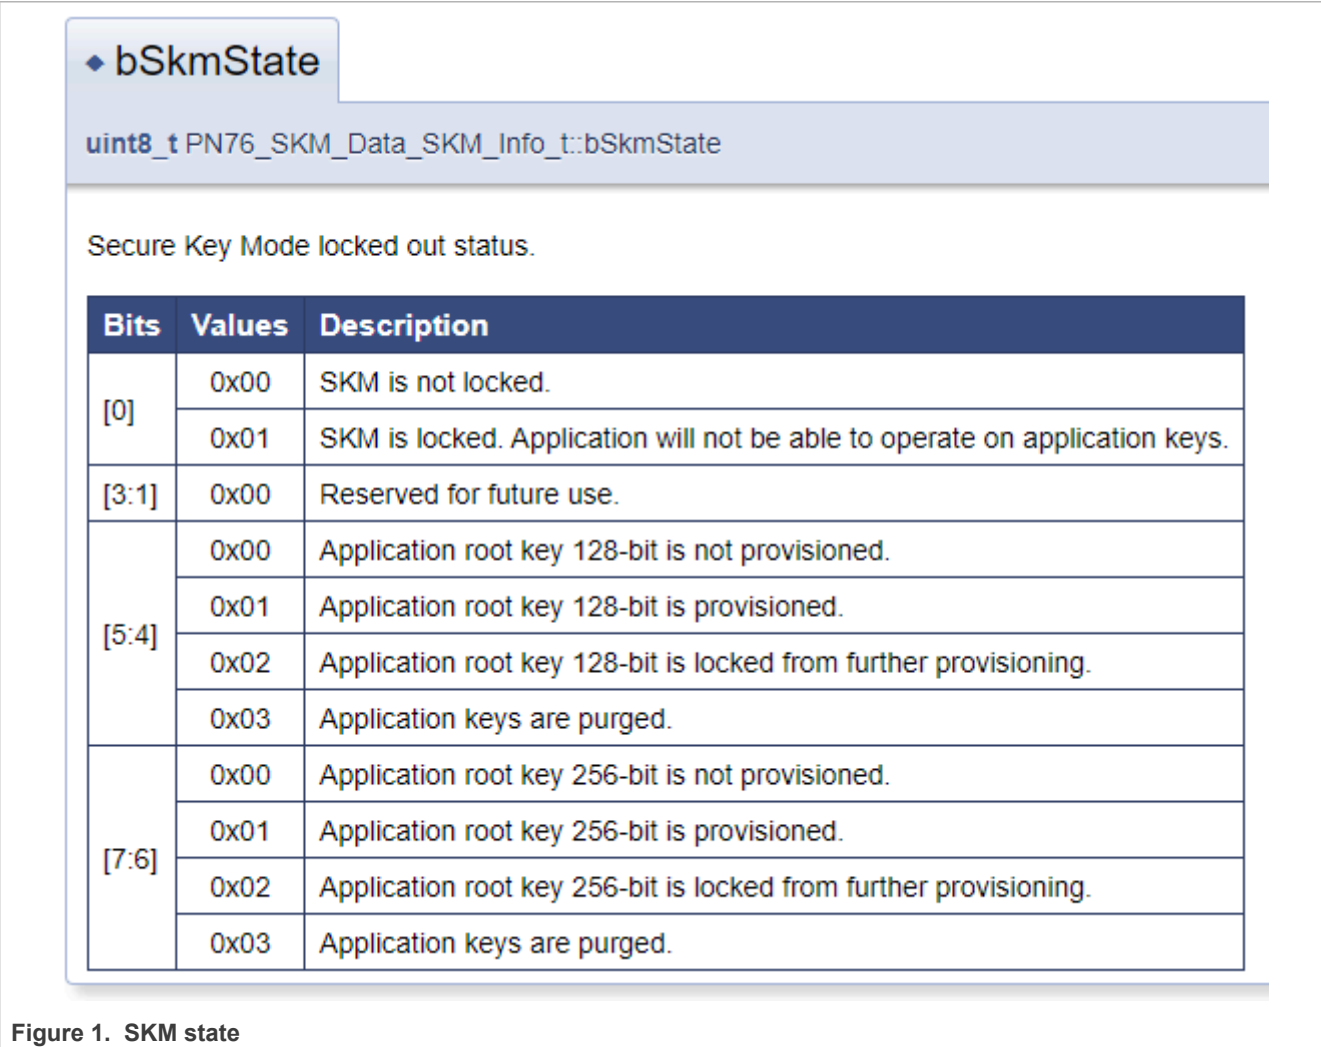 bSkmState
uint8_t PN76_SKM_Data_SKM_Info_t::bSkmState
Secure Key Mode locked out status.
Bits Values Description
[0] 0x00 SKM is not locked.
0x01 SKM is locked. Application will not be able to operate on application keys.
[3:1] 0x00 Reserved for future use.
[5:4] 0x00 Application root key 128-bit is not provisioned.
0x01 Application root key 128-bit is provisioned.
0x02 Application root key 128-bit is locked from further provisioning.
0x03 Application keys are purged.
[7:6] 0x00 Application root key 256-bit is not provisioned.
0x01 Application root key 256-bit is provisioned.
0x02 Application root key 256-bit is locked from further provisioning.
0x03 Application keys are purged.
Figure 1. SKM state